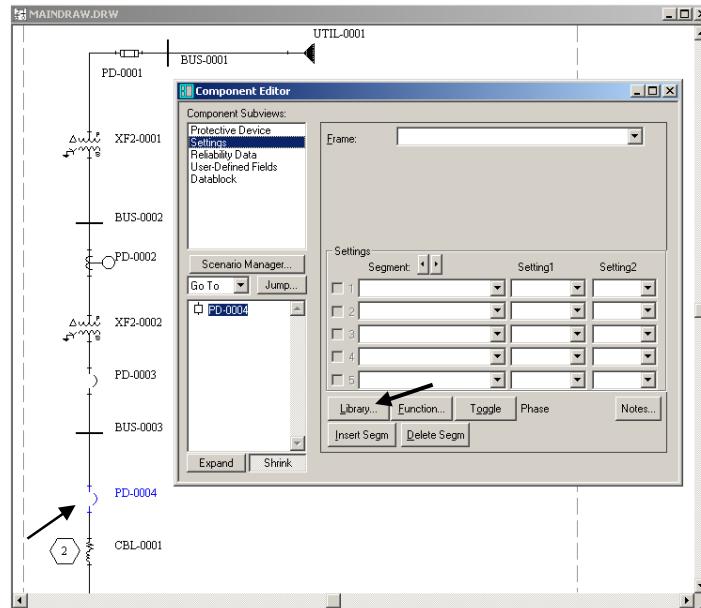 MAINDRAW.DRW
UTIL-0001
BUS-0001
PD-0001
XF2-0001
BUS-0002
PD-0002
XF2-0002
PD-0003
BUS-0003
PD-0004
2
CBL-0001
Component Editor
Component Subviews:
Protective Device
Settings
Reliability Data
User-Defined Fields
Datablock
Scenario Manager...
Go To Jump...
PD-0004
Expand Shrink
Frame:
Settings
Segment: Setting1 Setting2
1
2
3
4
5
Library... Function... Toggle Phase Notes...
Insert Segm Delete Segm